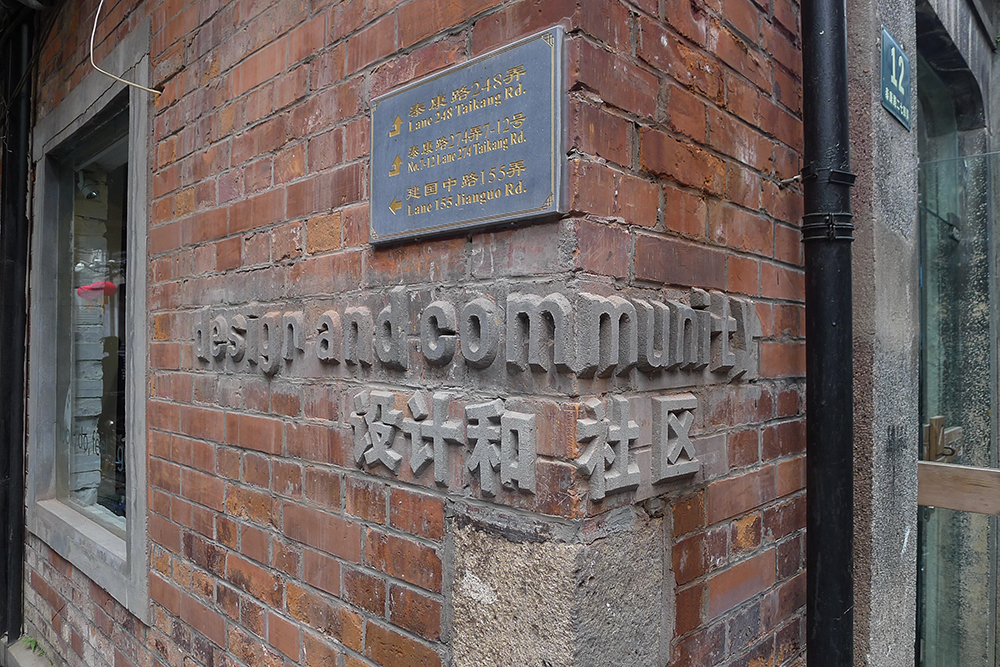 泰康路248弄
Lane 248 Taikang Rd.
泰康路274弄7-12号
No.7-12 Lane 274 Taikang Rd.
建国中路155弄
Lane 155 Jianguo Rd.
12
design and community
设计和社区